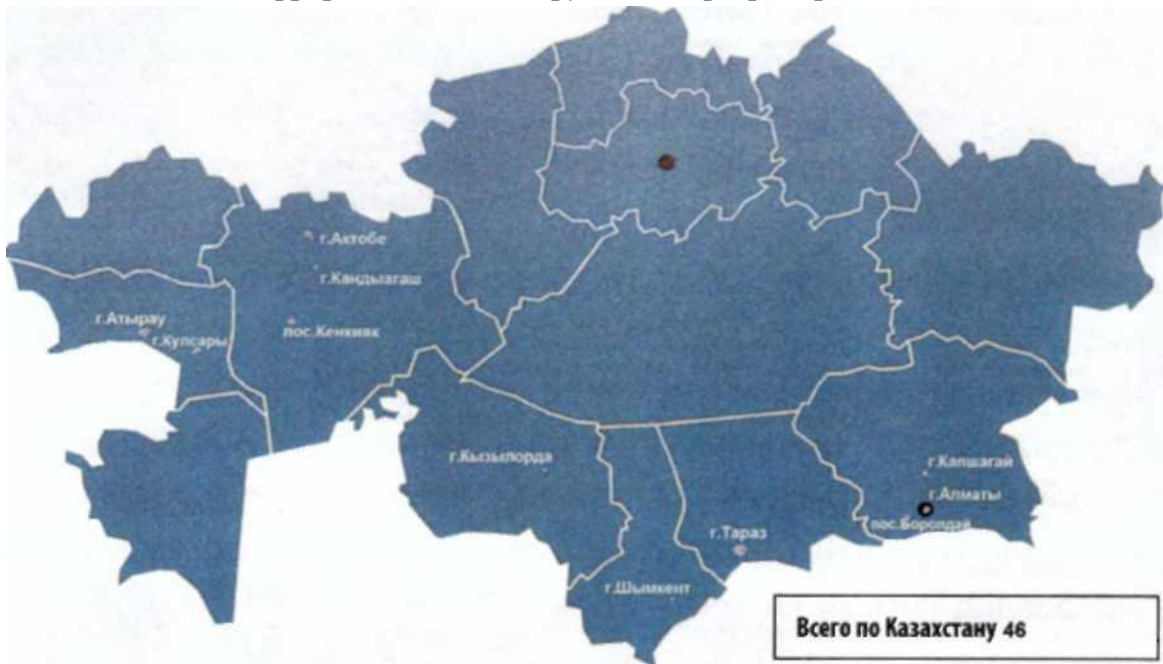 г.Актобе
г.Кандыагаш
г.Атырау
пос.Кенкияк
г.Кулсары
г.Кызылорда
г.Капшагай
г.Алматы
пос.Боролдай
г.Тараз
г.Шымкент
Всего по Казахстану 46